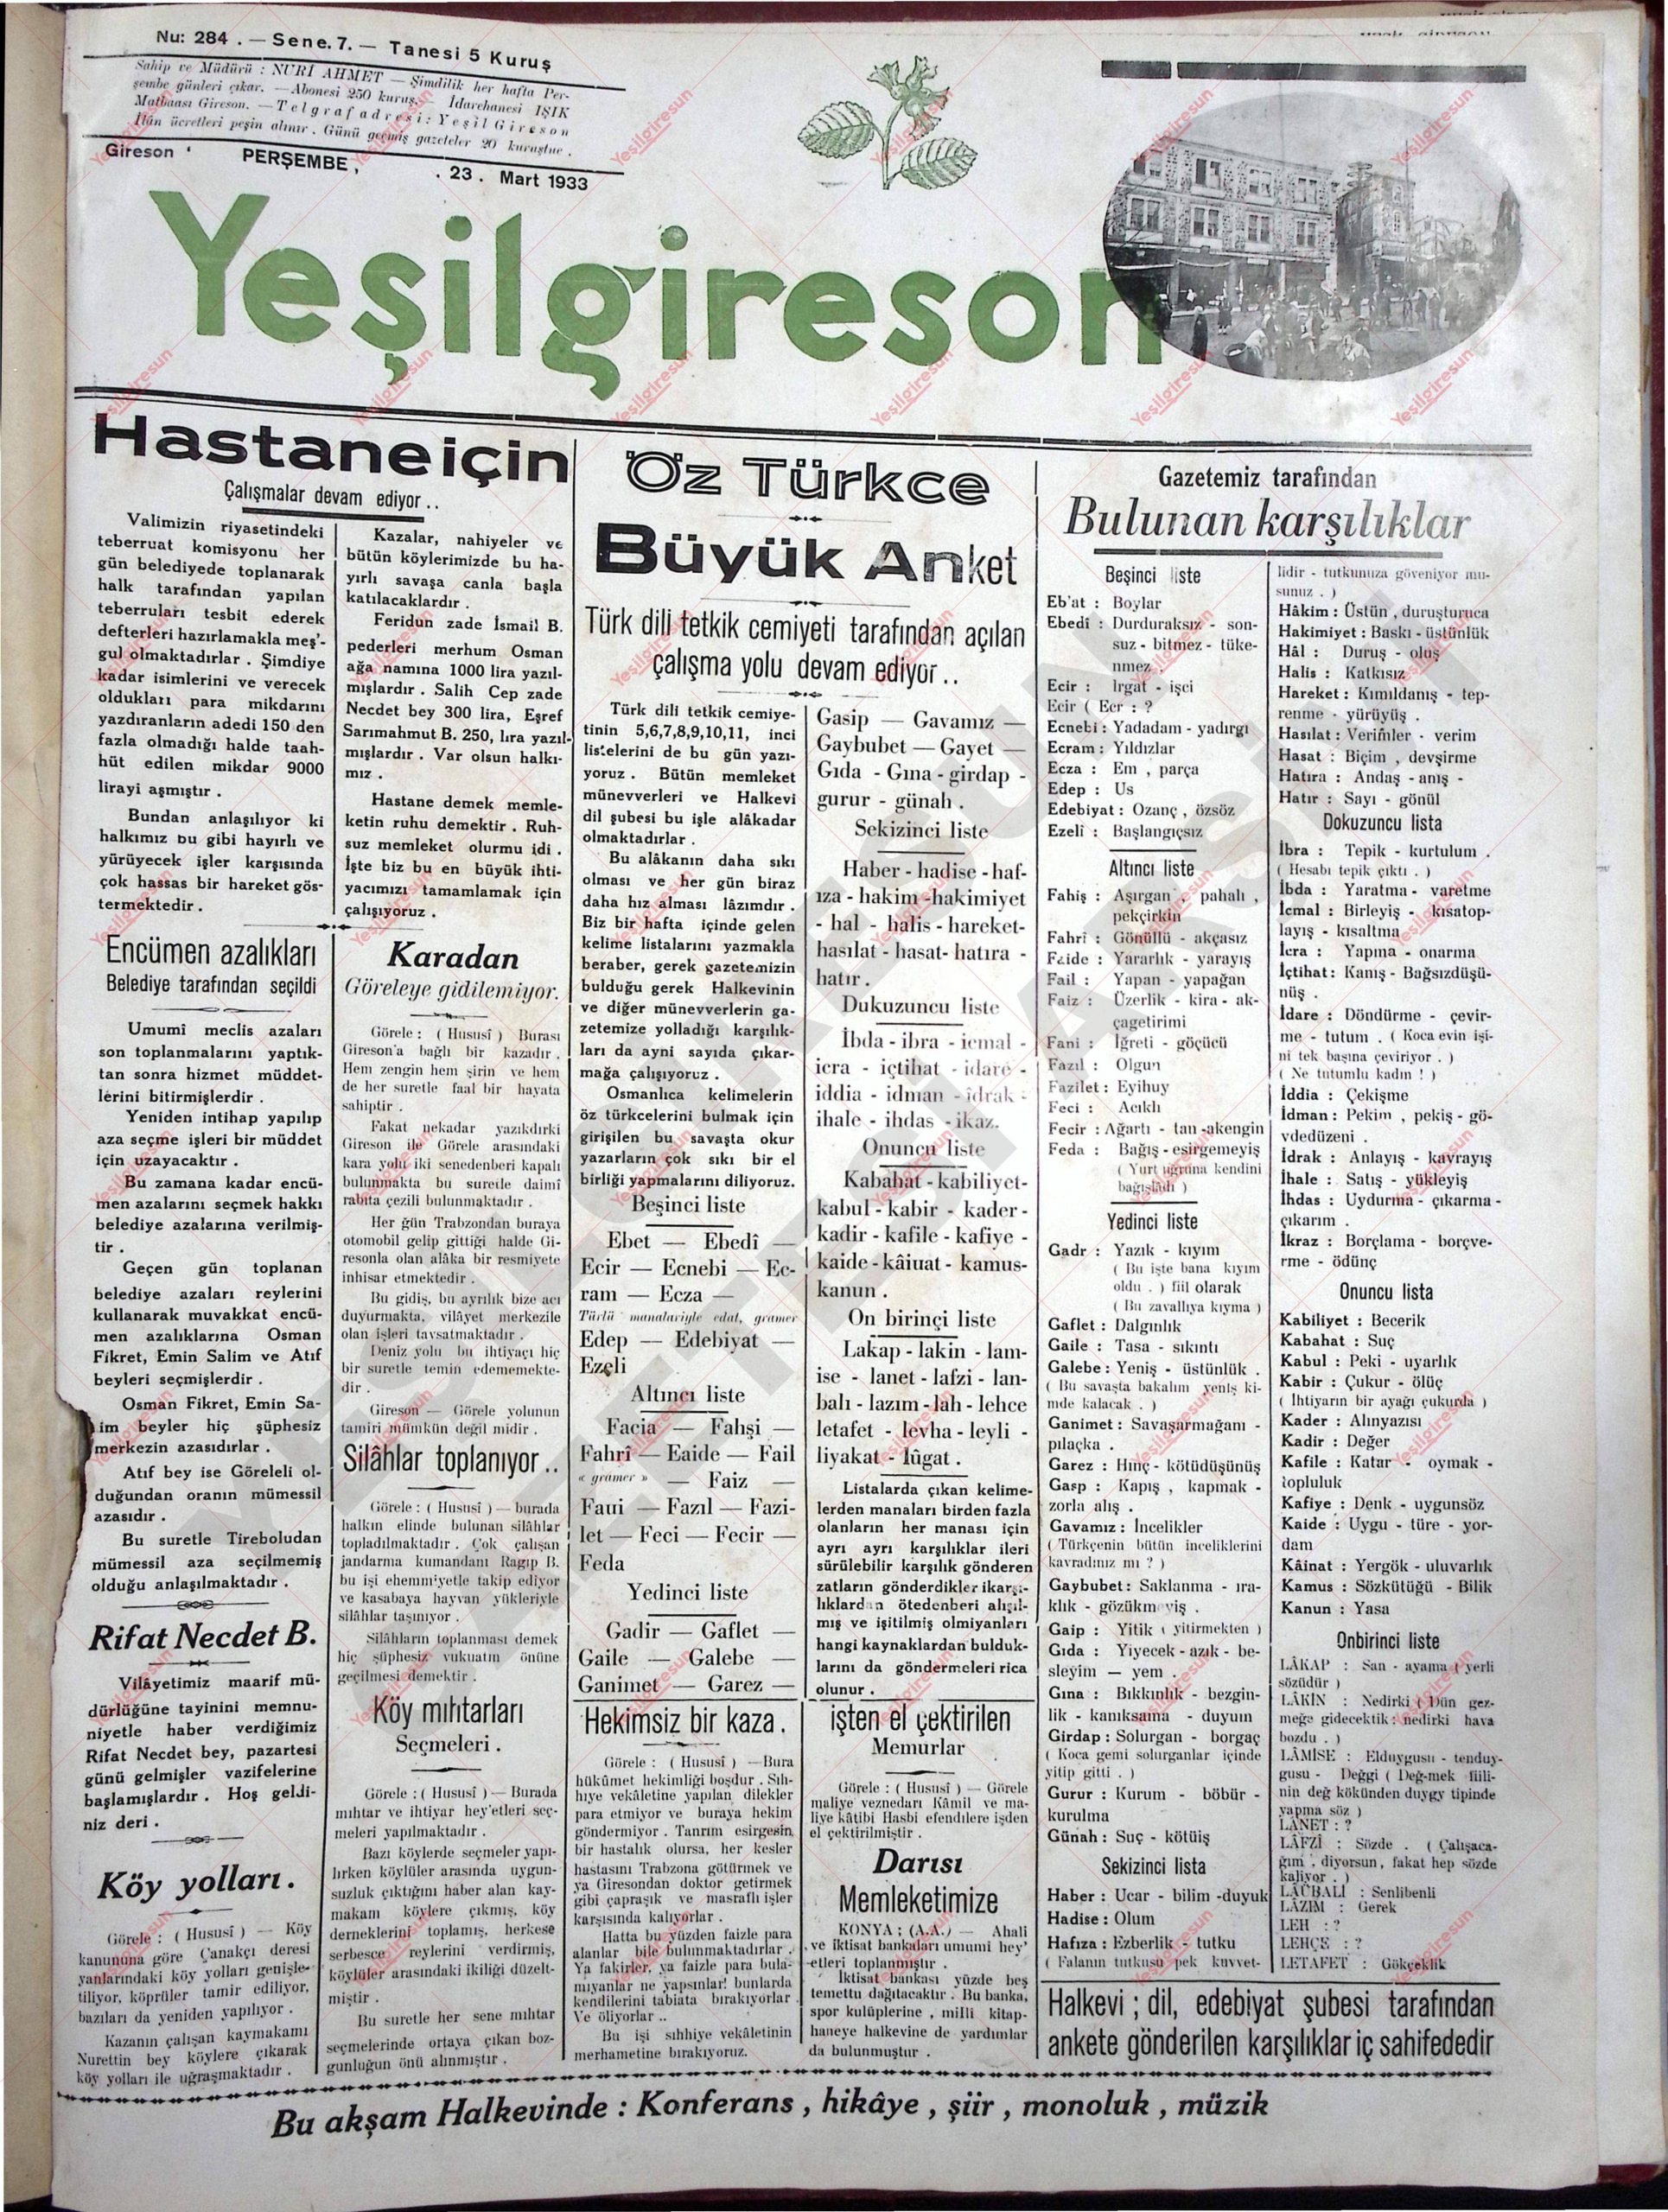 Nu: 284 . — Sene. 7. — Tanesi 5 Kuruş
Sahip ve Müdürü : NURİ AHMET — Şimdilik her hafta Per-
şembe günleri çıkar. — Abonesi 250 kuruş. İdarehanesi IŞIK
Matbaası Gireson. — Telgraf adresi: Yeşil Gireson
İlân ücretleri peşin alınır . Günü geçmiş gazeteler 20 kuruştur .
Gireson PERŞEMBE , . 23 . Mart 1933
Yeşilgireson
Hastane için
Çalışmalar devam ediyor ..
Valimizin riyasetindeki
teberruat komisyonu her
gün belediyede toplanarak
halk tarafından yapılan
teberruları tesbit ederek
defterleri hazırlamakla meş'-
gul olmaktadırlar . Şimdiye
kadar isimlerini ve verecek
oldukları para mikdarını
yazdıranların adedi 150 den
fazla olmadığı halde taah-
hüt edilen mikdar 9000
lirayi aşmıştır .
Bundan anlaşılıyor ki
halkımız bu gibi hayırlı ve
yürüyecek işler karşısında
çok hassas bir hareket gös-
termektedir .
Kazalar, nahiyeler ve
bütün köylerimizde bu ha-
yırlı savaşa canla başla
katılacaklardır .
Feridun zade İsmail B.
pederleri merhum Osman
ağa namına 1000 lira yazıl-
mışlardır . Salih Cep zade
Necdet bey 300 lira, Eşref
Sarımahmut B. 250, lıra yazıl-
mışlardır . Var olsun halkı-
mız .
Hastane demek memle-
ketin ruhu demektir . Ruh-
suz memleket olurmu idi .
İşte biz bu en büyük ihti-
yacımızı tamamlamak için
çalışıyoruz .
Encümen azalıkları
Belediye tarafından seçildi
Umumî meclis azaları
son toplanmalarını yaptık-
tan sonra hizmet müddet-
lerini bitirmişlerdir .
Yeniden intihap yapılıp
aza seçme işleri bir müddet
için uzayacaktır .
Bu zamana kadar encü-
men azalarını seçmek hakkı
belediye azalarına verilmiş-
tir .
Geçen gün toplanan
belediye azaları reylerini
kullanarak muvakkat encü-
men azalıklarına Osman
Fikret, Emin Salim ve Atıf
beyleri seçmişlerdir .
Osman Fikret, Emin Sa-
im beyler hiç şüphesiz
merkezin azasıdırlar .
Atıf bey ise Göreleli ol-
duğundan oranın mümessil
azasıdır .
Bu suretle Tireboludan
mümessil aza seçilmemiş
olduğu anlaşılmaktadır .
Rifat Necdet B.
Vilâyetimiz maarif mü-
dürlüğüne tayinini memnu-
niyetle haber verdiğimiz
Rifat Necdet bey, pazartesi
günü gelmişler vazifelerine
başlamışlardır . Hoş geldi-
niz deri .
Köy yolları .
Görele : ( Hususî ) — Köy
kanununa göre Çanakçı deresi
yanlarındaki köy yolları genişle-
tiliyor, köprüler tamir ediliyor,
bazıları da yeniden yapılıyor .
Kazanın çalışan kaymakamı
Nurettin bey köylere çıkarak
köy yolları ile uğraşmaktadır .
Karadan
Göreleye gidilemiyor.
Görele : ( Hususî ) Burası
Gireson'a bağlı bir kazadır .
Hem zengin hem şirin ve hem
de her suretle faal bir hayata
sahiptir .
Fakat nekadar yazıkdırki
Gireson ile Görele arasındaki
kara yolu iki senedenberi kapalı
bulunmakta bu suretle daimî
rabıta çezili bulunmaktadır .
Her gün Trabzondan buraya
otomobil gelip gittiği halde Gi-
resonla olan alâka bir resmiyete
inhisar etmektedir .
Bu gidiş, bu ayrılık bize acı
duyurmakta, vilâyet merkezile
olan işleri tavsatmaktadır .
Deniz yolu bu ihtiyaçı hiç
bir suretle temin edememekte-
dir .
Gireson — Görele yolunun
tamiri mümkün değil midir .
Silâhlar toplanıyor ..
Görele : ( Hususî ) — burada
halkın elinde bulunan silâhlar
topladılmaktadır . Çok çalışan
jandarma kumandanı Ragıp B.
bu işi ehemmiyetle takip ediyor
ve kasabaya hayvan yükleriyle
silâhlar taşınıyor .
Silâhların toplanması demek
hiç şüphesiz vukuatın önüne
geçilmesi demektir .
Köy mıhtarları
Seçmeleri .
Görele : ( Hususî ) — Burada
mıhtar ve ihtiyar hey'etleri seç-
meleri yapılmaktadır .
Bazı köylerde seçmeler yapı-
lırken köylüler arasında uygun-
suzluk çıktığını haber alan kay-
makam köylere çıkmış, köy
derneklerini toplamış, herkese
serbesçe reylerini verdirmiş,
köylüler arasındaki ikiliği düzelt-
miştir .
Bu suretle her sene mıhtar
seçmelerinde ortaya çıkan boz-
gunluğun önü alınmıştır .
Öz Türkce
Büyük Anket
Türk dili tetkik cemiyeti tarafından açılan
çalışma yolu devam ediyor ..
Türk dili tetkik cemiye-
tinin 5,6,7,8,9,10,11, inci
listelerini de bu gün yazı-
yoruz . Bütün memleket
münevverleri ve Halkevi
dil şubesi bu işle alâkadar
olmaktadırlar .
Bu alâkanın daha sıkı
olması ve her gün biraz
daha hız alması lâzımdır .
Biz bir hafta içinde gelen
kelime listalarını yazmakla
beraber, gerek gazetemizin
bulduğu gerek Halkevinin
ve diğer münevverlerin ga-
zetemize yolladığı karşılık-
ları da ayni sayıda çıkar-
mağa çalışıyoruz .
Osmanlıca kelimelerin
öz türkcelerini bulmak için
girişilen bu savaşta okur
yazarların çok sıkı bir el
birliği yapmalarını diliyoruz.
Beşinci liste
Ebet — Ebedî —
Ecir — Ecnebi — Ec-
ram — Ecza —
Türlü manalariyle edat, gramer
Edep — Edebiyat —
Ezeli
Altıncı liste
Facia — Fahşi —
Fahrî — Eaide — Fail
« gramer » — Faiz —
Faui — Fazıl — Fazi-
let — Feci — Fecir —
Feda
Yedinci liste
Gadir — Gaflet —
Gaile — Galebe —
Ganimet — Garez —
Gasip — Gavamız —
Gaybubet — Gayet —
Gıda - Gına - girdap -
gurur - günah .
Sekizinci liste
Haber - hadise - haf-
ıza - hakim - hakimiyet
- hal - halis - hareket-
hasılat - hasat- hatıra -
hatır .
Dukuzuncu liste
İbda - ibra - icmal -
icra - içtihat - idare -
iddia - idman - idrak -
ihale - ihdas - ikaz.
Onuncu liste
Kabahat - kabiliyet-
kabul - kabir - kader -
kadir - kafile - kafiye -
kaide - kâiuat - kamus-
kanun .
On birinçi liste
Lakap - lakin - lam-
ise - lanet - lafzi - lan-
balı - lazım - lah - lehce
letafet - levha - leyli -
liyakat - lûgat .
Listalarda çıkan kelime-
lerden manaları birden fazla
olanların her manası için
ayrı ayrı karşılıklar ileri
sürülebilir karşılık gönderen
zatların gönderdikler ikarşı-
lıklardan ötedenberi alışıl-
mış ve işitilmiş olmiyanları
hangi kaynaklardan bulduk-
larını da göndermeleri rica
olunur .
Hekimsiz bir kaza .
Görele : ( Hususî ) — Bura
hükûmet hekimliği boşdur . Sıh-
hıye vekâletine yapılan dilekler
para etmiyor ve buraya hekim
göndermiyor . Tanrım esirgesin,
bir hastalık olursa, her kesler
hastasını Trabzona götürmek ve
ya Giresondan doktor getirmek
gibi çapraşık ve masraflı işler
karşısında kalıyorlar .
Hatta bu yüzden faizle para
alanlar bile bulunmaktadırlar .
Ya fakirler, ya faizle para bula-
mıyanlar ne yapsınlar! bunlarda
kendilerini tabiata bırakıyorlar .
Ve öliyorlar ..
Bu işi sıhhiye vekâletinin
merhametine bırakıyoruz.
işten el çektirilen
Memurlar
Görele : ( Hususî ) — Görele
maliye veznedarı Kâmil ve ma-
liye kâtibi Hasbi efendilere işden
el çektirilmiştir .
Darısı
Memleketimize
KONYA ; (A.A.) — Ahali
ve iktisat bankaları umumi hey'
etleri toplanmıştır .
İktisat bankası yüzde beş
temettu dağıtacaktır . Bu banka,
spor kulüplerine , milli kitap-
haneye halkevine de yardımlar
da bulunmuştur .
Gazetemiz tarafından
Bulunan karşılıklar
Beşinci liste
Eb'at : Boylar
Ebedî : Durduraksız - son-
suz - bitmez - tüke-
nmez
Ecir : Irgat - işci
Ecir ( Ecr : ?
Ecnebi : Yadadam - yadırgı
Ecram : Yıldızlar
Ecza : Em , parça
Edep : Us
Edebiyat : Ozanç , özsöz
Ezelî : Başlangıçsız
Altıncı liste
Fahiş : Aşırgan , pahalı ,
pekçirkin
Fahrî : Gönüllü - akçasız
Faide : Yararlık - yarayış
Fail : Yapan - yapağan
Faiz : Üzerlik - kira - ak-
çagetirimi
Fani : İğreti - göçücü
Fazıl : Olgun
Fazilet : Eyihuy
Feci : Acıklı
Fecir : Ağartı - tan -akengin
Feda : Bağış - esirgemeyiş
( Yurt uğruna kendini
bağışladı )
Yedinci liste
Gadr : Yazık - kıyım
( Bu işte bana kıyım
oldu . ) fiil olarak
( Bu zavallıya kıyma )
Gaflet : Dalgınlık
Gaile : Tasa - sıkıntı
Galebe : Yeniş - üstünlük .
( Bu savaşta bakalım yeniş ki-
mde kalacak . )
Ganimet : Savaşarmağanı -
pılaçka .
Garez : Hınç - kötüdüşünüş
Gasp : Kapış , kapmak -
zorla alış .
Gavamız : İncelikler
( Türkçenin bütün inceliklerini
kavradınız mı ? )
Gaybubet : Saklanma - ıra-
klık - gözükmeyiş .
Gaip : Yitik ( yitirmekten )
Gıda : Yiyecek - azık - be-
sleyim — yem .
Gına : Bıkkınlık - bezgin-
lik - kanıksama - duyum
Girdap : Solurgan - borgaç
( Koca gemi solurganlar içinde
yitip gitti . )
Gurur : Kurum - böbür -
kurulma
Günah : Suç - kötüiş
Sekizinci lista
Haber : Ucar - bilim -duyuk
Hadise : Olum
Hafıza : Ezberlik - tutku
( Falanın tutkusu pek kuvvet-
lidir - tutkunuza göveniyor mu-
sunuz . )
Hâkim : Üstün , duruşturuca
Hakimiyet : Baskı - üstünlük
Hâl : Duruş - oluş
Halis : Katkısız
Hareket : Kımıldanış - tep-
renme - yürüyüş .
Hasılat : Verimler - verim
Hasat : Biçim , devşirme
Hatıra : Andaş - anış -
Hatır : Sayı - gönül
Dokuzuncu lista
İbra : Tepik - kurtulum .
( Hesabı tepik çıktı . )
İbda : Yaratma - varetme
İcmal : Birleyiş - kısatop-
layış - kısaltma
İcra : Yapma - onarma
İçtihat: Kanış - Bağsızdüşü-
nüş .
İdare : Döndürme - çevir-
me - tutum . ( Koca evin işi-
ni tek başına çeviriyor . )
( Ne tutumlu kadın ! )
İddia : Çekişme
İdman : Pekim , pekiş - gö-
vdedüzeni .
İdrak : Anlayış - kavrayış
İhale : Satış - yükleyiş
İhdas : Uydurma - çıkarma -
çıkarım .
İkraz : Borçlama - borçve-
rme - ödünç
Onuncu lista
Kabiliyet : Becerik
Kabahat : Suç
Kabul : Peki - uyarlık
Kabir : Çukur - ölüç
( İhtiyarın bir ayağı çukurda )
Kader : Alınyazısı
Kadir : Değer
Kafile : Katar - oymak -
topluluk
Kafiye : Denk - uygunsöz
Kaide : Uygu - türe - yor-
dam
Kâinat : Yergök - uluvarlık
Kamus : Sözkütüğü - Bilik
Kanun : Yasa
Onbirinci liste
LÂKAP : San - ayama ( yerli
sözüdür )
LÂKİN : Nedirki ( Dün gez-
meğe gidecektik : nedirki hava
bozdu . )
LÂMİSE : Elduygusu - tenduy-
gusu - Değgi ( Değ-mek fiili-
nin değ kökünden duygy tipinde
yapma söz )
LÂNET : ?
LÂFZÎ : Sözde . ( Çalışaca-
ğım , diyorsun, fakat hep sözde
kalıyor . )
LÂÜBALİ : Senlibenli
LÂZIM : Gerek
LEH : ?
LEHÇE : ?
LETAFET : Gökçeklik
Halkevi ; dil, edebiyat şubesi tarafından
ankete gönderilen karşılıklar iç sahifededir
Bu akşam Halkevinde : Konferans , hikâye , şiir , monoluk , müzik